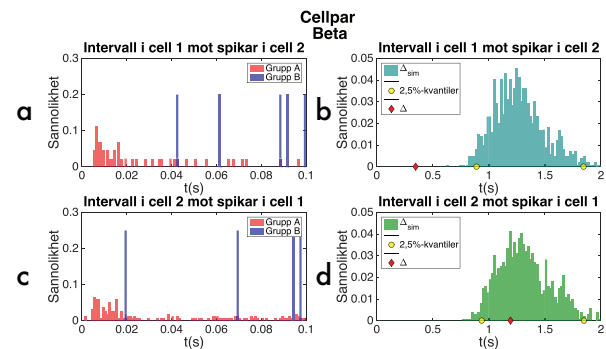 Cellpar
Beta
a
Intervall i cell 1 mot spikar i cell 2
Sannolikhet
0.3
0.2
0.1
0
Grupp A
Grupp B
0
0.02
0.04
0.06
0.08
0.1
t(s)
b
Intervall i cell 1 mot spikar i cell 2
Sannolikhet
0.05
0.04
0.03
0.02
0.01
0
Δsim
2,5%-kvantiler
Δ
0
0.5
1
1.5
2
t(s)
c
Intervall i cell 2 mot spikar i cell 1
Sannolikhet
0.3
0.2
0.1
0
Grupp A
Grupp B
0
0.02
0.04
0.06
0.08
0.1
t(s)
d
Intervall i cell 2 mot spikar i cell 1
Sannolikhet
0.05
0.04
0.03
0.02
0.01
0
Δsim
2,5%-kvantiler
Δ
0
0.5
1
1.5
2
t(s)